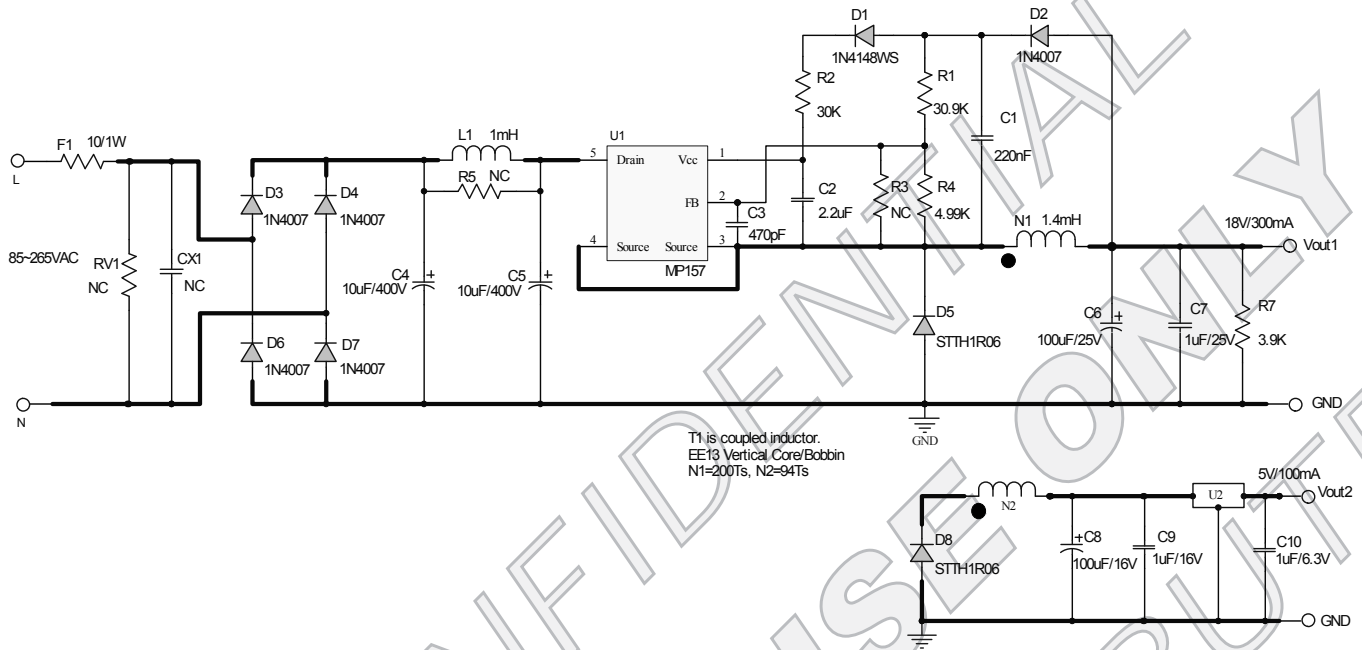 D1
1N4148WS
D2
1N4007
R2
30K
R1
30.9K
C1
220nF
F1
10/1W
L
L1
1mH
R5
NC
U1
5
Drain
Vcc
1
FB
2
4
Source
Source
3
MP157
C2
2.2uF
C3
470pF
R3
NC
R4
4.99K
N1
1.4mH
18V/300mA
Vout1
D3
1N4007
D4
1N4007
85~265VAC
RV1
NC
CX1
NC
C4
10uF/400V
C5
10uF/400V
D5
STTH1R06
C6
100uF/25V
C7
1uF/25V
R7
3.9K
D6
1N4007
D7
1N4007
N
GND
GND
T1 is coupled inductor.
EE13 Vertical Core/Bobbin
N1=200Ts, N2=94Ts
5V/100mA
N2
U2
Vout2
D8
STTH1R06
C8
100uF/16V
C9
1uF/16V
C10
1uF/6.3V
GND
NFIDENTIAL
USE ONLY